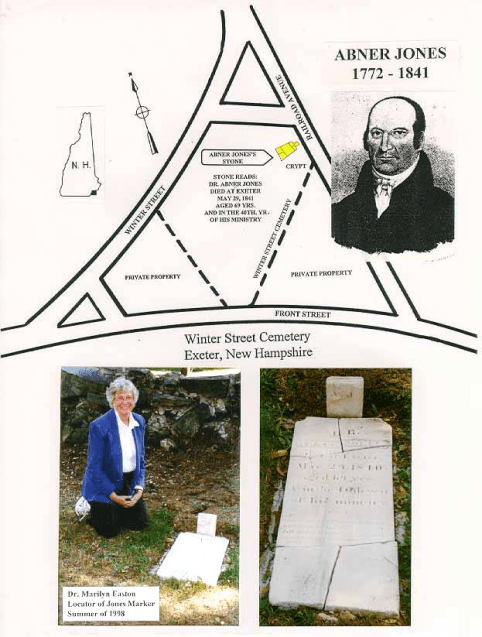 ABNER JONES
1772 - 1841
RAILROAD AVENUE
N. H.
ABNER JONES'S
STONE
CRYPT
STONE READS:
DR. ABNER JONES
DIED AT EXETER
MAY 29, 1841
AGED 69 YRS.
AND IN THE 40TH. YR.
OF HIS MINISTRY
WINTER STREET
WINTER STREET CEMETERY
PRIVATE PROPERTY
PRIVATE PROPERTY
FRONT STREET
Winter Street Cemetery
Exeter, New Hampshire
Dr. Marilyn Easton
Locator of Jones Marker
Summer of 1998